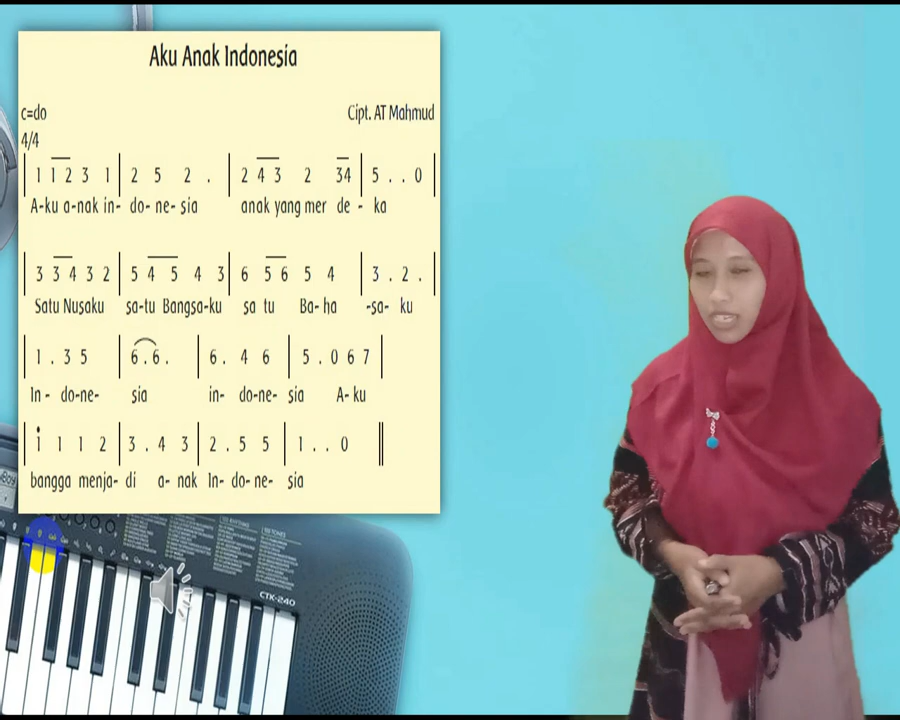 Aku Anak Indonesia
c=do Cipt. AT Mahmud
4/4
| 1 1 2 3 1 | 2 5 2 . | 2 4 3 2 34 | 5 . . 0 |
A-ku a-nak in- do- ne- sia anak yang mer de - ka
| 3 3 4 3 2 | 5 4 5 4 3 | 6 5 6 5 4 | 3 . 2 . |
Satu Nusaku sa-tu Bangsa-ku sa tu Ba- ha -sa- ku
| 1 . 3 5 | 6 . 6 . | 6 . 4 6 | 5 . 0 6 7 |
In - do-ne- sia in- do-ne- sia A- ku
| 1 1 1 2 | 3 . 4 3 | 2 . 5 5 | 1 . . 0 ||
bangga menja- di a- nak In- do- ne- sia
CTK-240